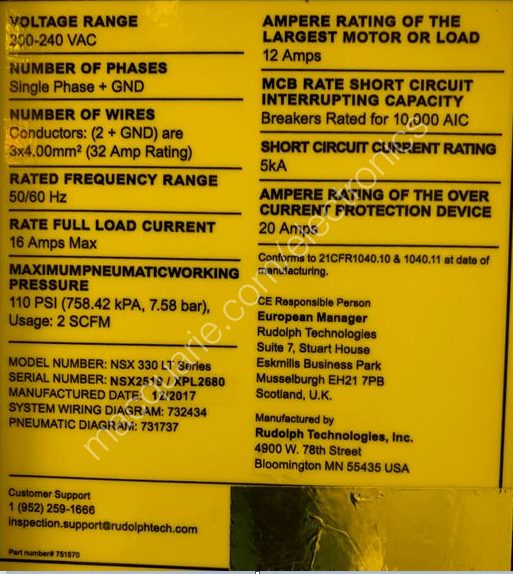 VOLTAGE RANGE
200-240 VAC
NUMBER OF PHASES
Single Phase + GND
NUMBER OF WIRES
Conductors: (2 + GND) are
3x4.00mm² (32 Amp Rating)
RATED FREQUENCY RANGE
50/60 Hz
RATE FULL LOAD CURRENT
16 Amps Max
MAXIMUMPNEUMATICWORKING
PRESSURE
110 PSI (758.42 kPA, 7.58 bar),
Usage: 2 SCFM
MODEL NUMBER: NSX 330 LT Series
SERIAL NUMBER: XPL2680
MANUFACTURED DATE: 12/2017
SYSTEM WIRING DIAGRAM: 732434
PNEUMATIC DIAGRAM: 731737
Customer Support
1 (952) 259-1666
inspection.support@rudolphtech.com
Part number# 751570
AMPERE RATING OF THE
LARGEST MOTOR OR LOAD
12 Amps
MCB RATE SHORT CIRCUIT
INTERRUPTING CAPACITY
Breakers Rated for 10,000 AIC
SHORT CIRCUIT CURRENT RATING
5kA
AMPERE RATING OF THE OVER
CURRENT PROTECTION DEVICE
20 Amps
Conforms to 21CFR1040.10 & 1040.11 at date of
manufacturing.
CE Responsible Person
European Manager
Rudolph Technologies
Suite 7, Stuart House
Eskmills Business Park
Musselburgh EH21 7PB
Scotland, U.K.
Manufactured by
Rudolph Technologies, Inc.
4900 W. 78th Street
Bloomington MN 55435 USA
macquarie.com/electronics